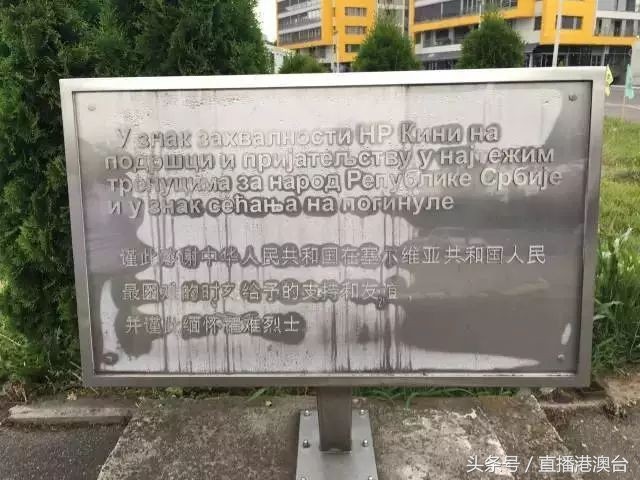 У знак захвалности НР Кини на
подршци и пријатељству у најтежим
тренуцима за народ Републике Србије
и у знак сећања на погинуле
谨此感谢中华人民共和国在塞尔维亚共和国人民
最困难的时刻给予的支持和友谊，
并谨此缅怀罹难烈士
头条号／直播港澳台